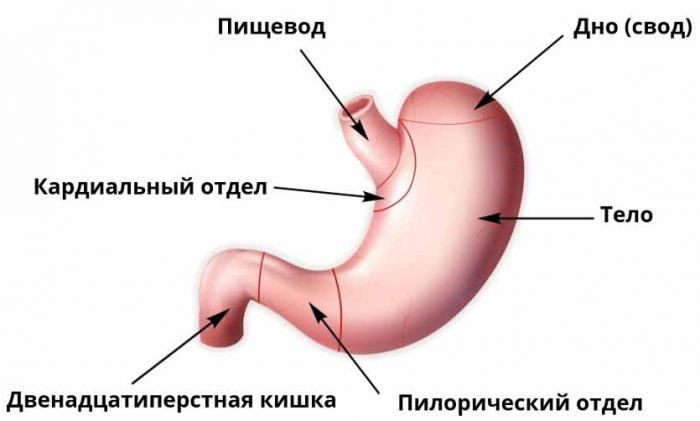 Пищевод
Дно (свод)
Кардиальный отдел
Тело
Двенадцатиперстная кишка
Пилорический отдел